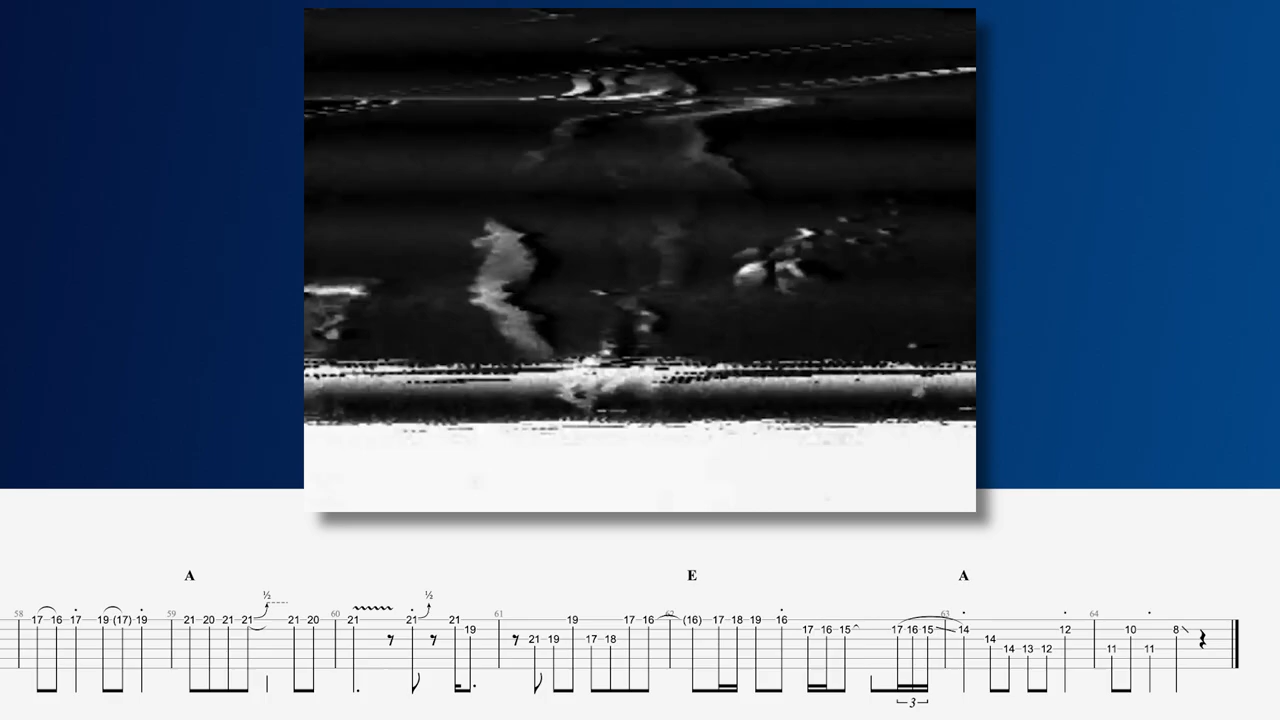 A E A
½ ½
58 59 60 61 62 63 64
17 16 17 19 (17) 19 21 20 21 21 21 20 21 21 21 19 17 16 (16) 17 18 19 16
19 17 16 15 17 16 15 14 12 10 8
21 19 17 18 14
14 13 12 11 11
3